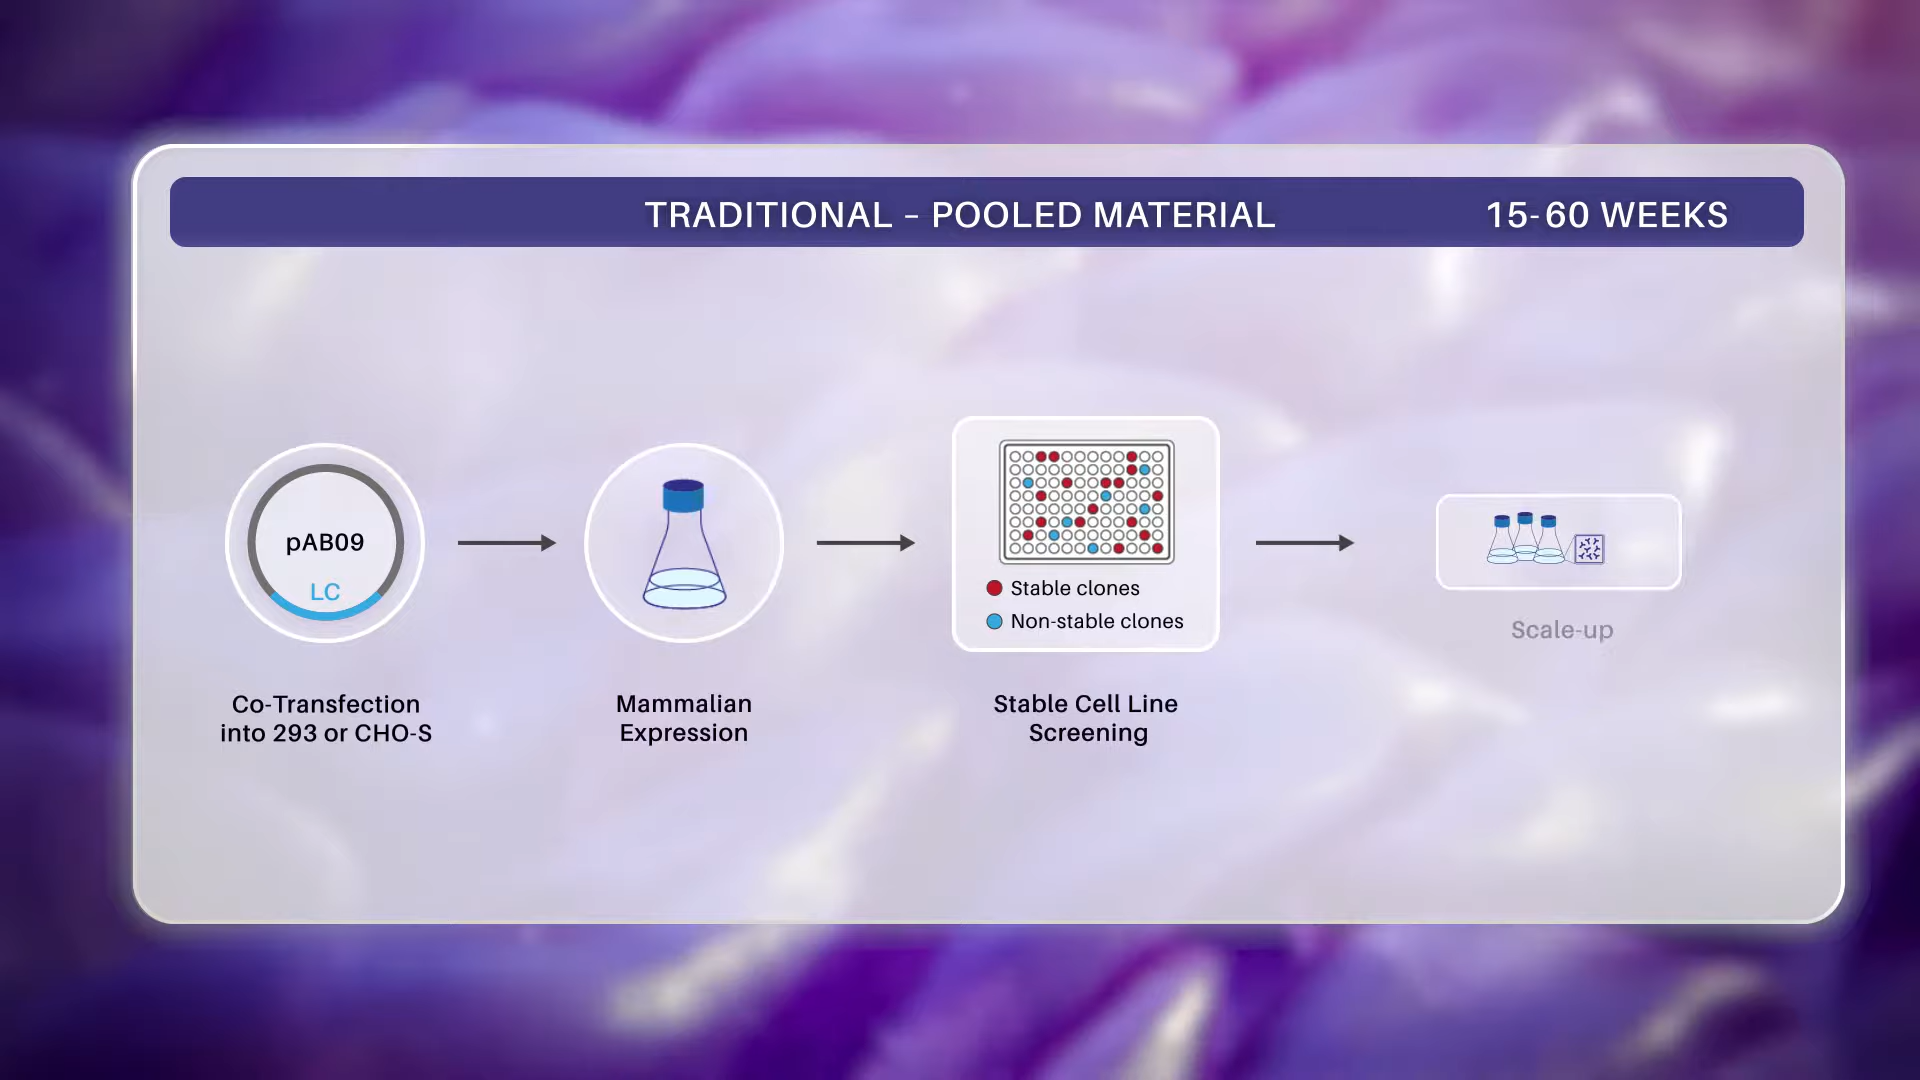 TRADITIONAL – POOLED MATERIAL
15-60 WEEKS
pAB09
LC
Stable clones
Non-stable clones
Scale-up
Co-Transfection
into 293 or CHO-S
Mammalian
Expression
Stable Cell Line
Screening